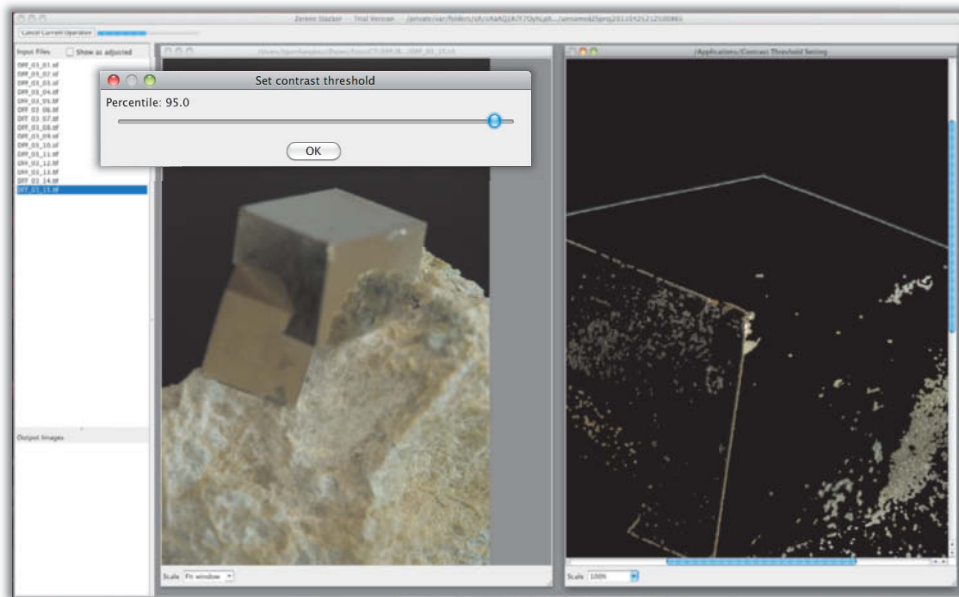 Zerene Stacker — Trial Version —
Cancel Current Operation
Input Files
Show as adjusted
DFF_03_01.tif
DFF_03_02.tif
DFF_03_03.tif
DFF_03_04.tif
DFF_03_05.tif
DFF_03_06.tif
DFF_03_07.tif
DFF_03_08.tif
DFF_03_09.tif
DFF_03_10.tif
DFF_03_11.tif
DFF_03_12.tif
DFF_03_13.tif
DFF_03_14.tif
DFF_03_15.tif
Set contrast threshold
Percentile: 95.0
OK
/Applications/Contrast Threshold Setting
Output Images
Scale
Fit window
Scale
100%